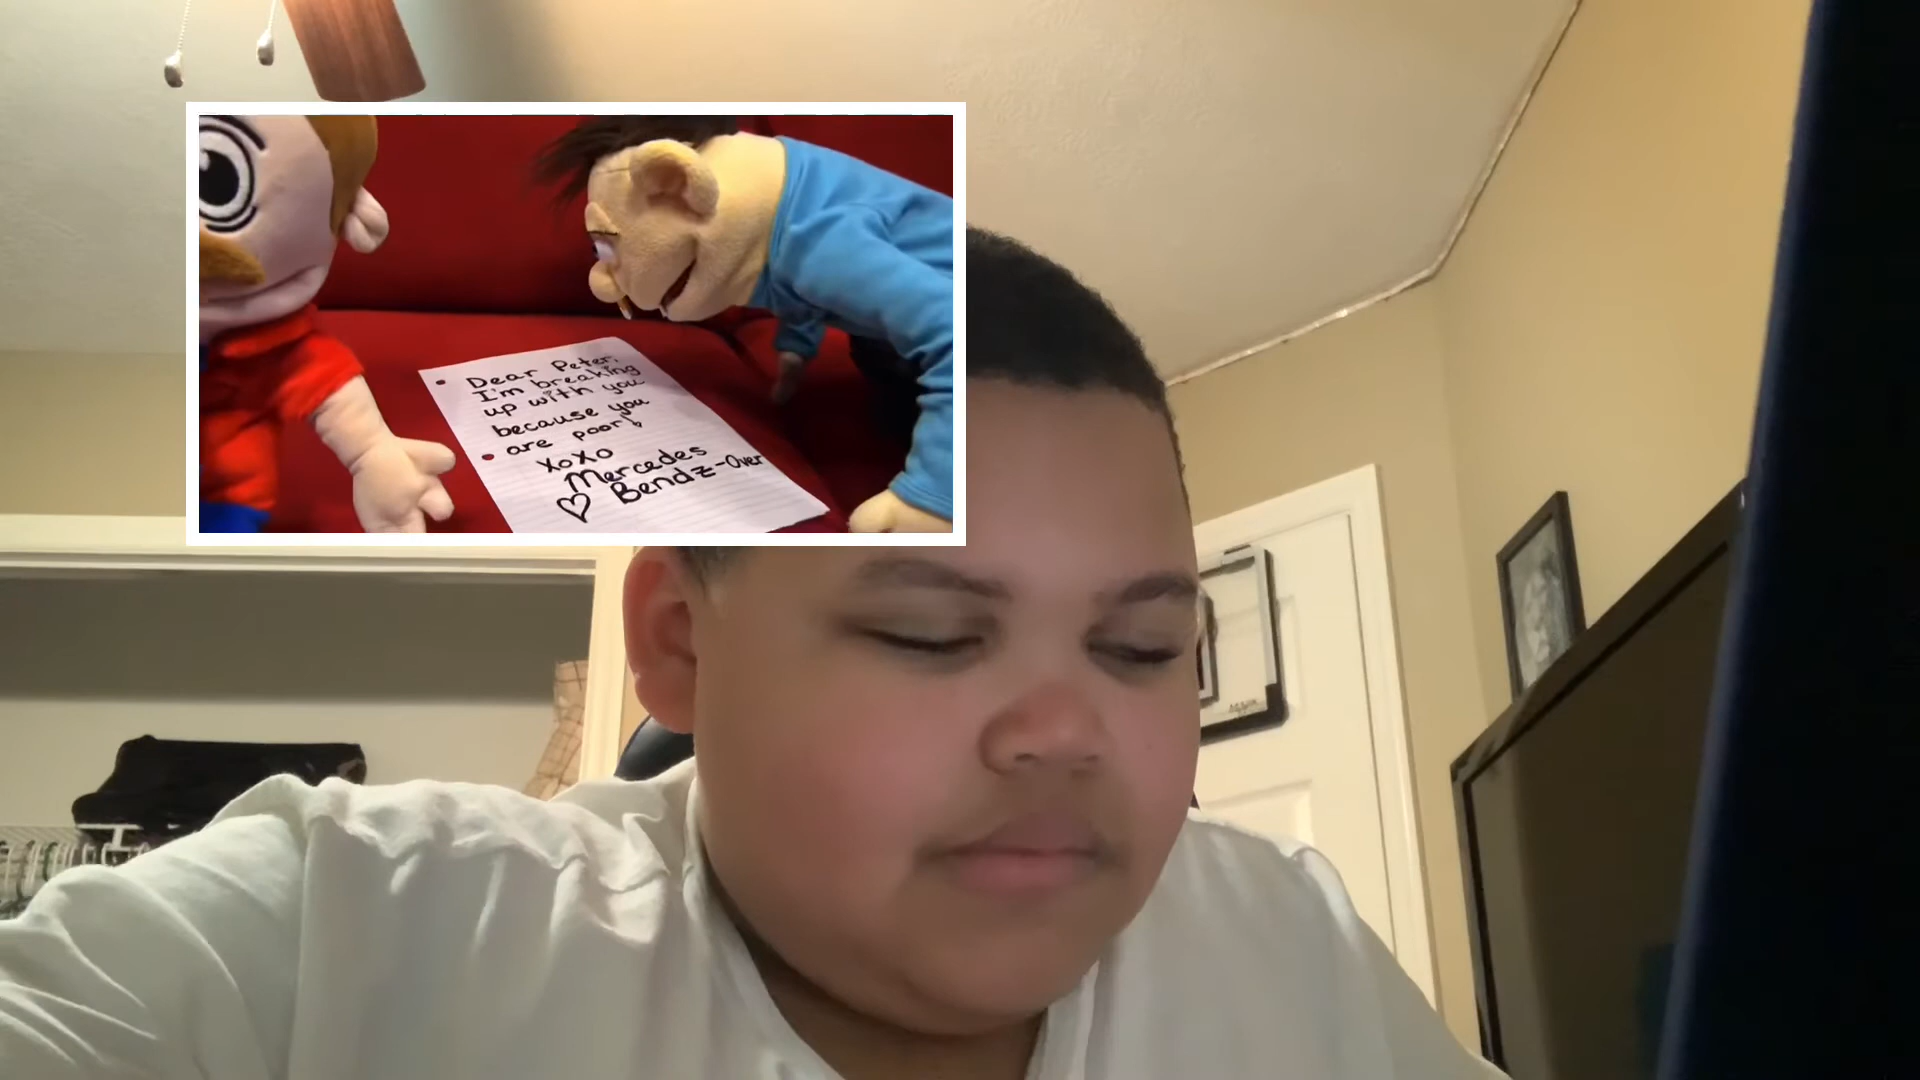 Dear Peter,
I'm breaking
up with you
because you
are poor!
XoXo
Mercedes
Bendz-Over